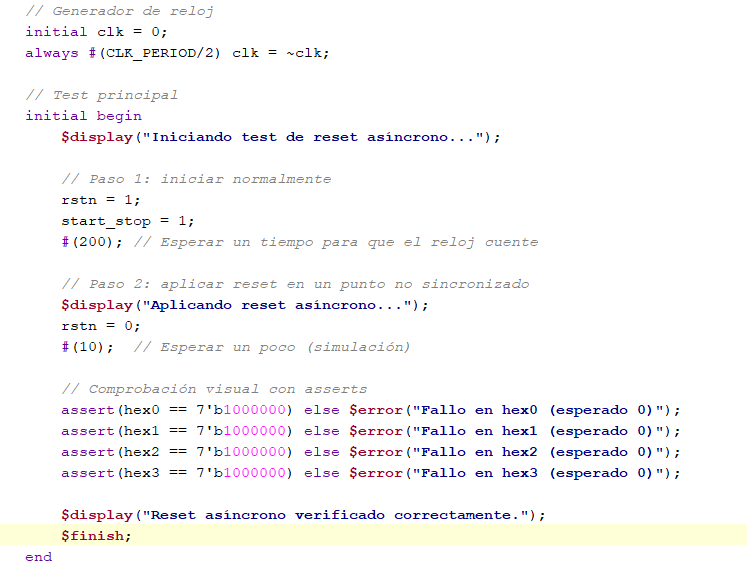 // Generador de reloj
initial clk = 0;
always #(CLK_PERIOD/2) clk = ~clk;
// Test principal
initial begin
$display("Iniciando test de reset asíncrono...");
// Paso 1: iniciar normalmente
rstn = 1;
start_stop = 1;
#(200); // Esperar un tiempo para que el reloj cuente
// Paso 2: aplicar reset en un punto no sincronizado
$display("Aplicando reset asíncrono...");
rstn = 0;
#(10);  // Esperar un poco (simulación)
// Comprobación visual con asserts
assert(hex0 == 7'b1000000) else $error("Fallo en hex0 (esperado 0)");
assert(hex1 == 7'b1000000) else $error("Fallo en hex1 (esperado 0)");
assert(hex2 == 7'b1000000) else $error("Fallo en hex2 (esperado 0)");
assert(hex3 == 7'b1000000) else $error("Fallo en hex3 (esperado 0)");
$display("Reset asíncrono verificado correctamente.");
$finish;
end